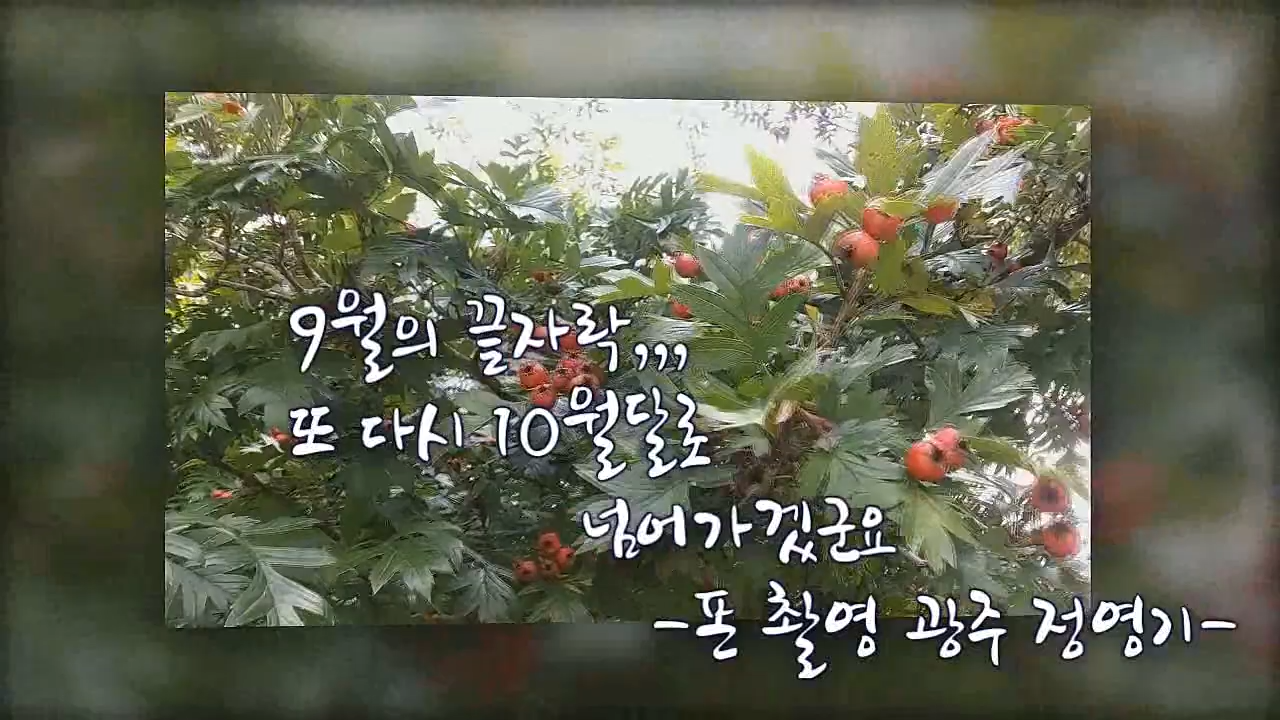 9월의 끝자락,,,
또 다시 10월달로
넘어가겠군요
-폰 촬영 광주 정영기-